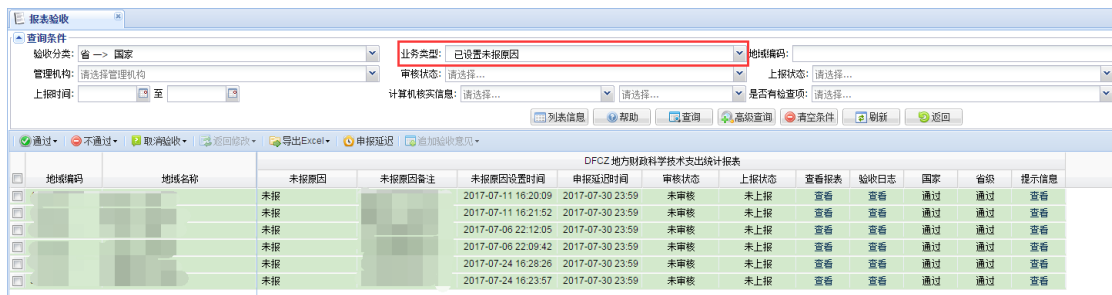 报表验收
查询条件
验收分类: 省 —> 国家 业务类型: 已设置未报原因 地域编码:
管理机构: 请选择管理机构 审核状态: 请选择... 上报状态: 请选择...
上报时间: 至 计算机核实信息: 请选择... 请选择... 是否有检查项: 请选择...
列表信息 帮助 查询 高级查询 清空条件 刷新 返回
通过 不通过 取消验收 返回修改 导出Excel 申报延迟 追加验收意见
DFCZ 地方财政科学技术支出统计报表
地域编码 地域名称 未报原因 未报原因备注 未报原因设置时间 申报延迟时间 审核状态 上报状态 查看报表 验收日志 国家 省级 提示信息
未报 2017-07-11 16:20:09 2017-07-30 23:59 未审核 未上报 查看 查看 通过 通过 查看
未报 2017-07-11 16:21:52 2017-07-30 23:59 未审核 未上报 查看 查看 通过 通过 查看
未报 2017-07-06 22:12:05 2017-07-30 23:59 未审核 未上报 查看 查看 通过 通过 查看
未报 2017-07-06 22:09:42 2017-07-30 23:59 未审核 未上报 查看 查看 通过 通过 查看
未报 2017-07-24 16:28:26 2017-07-30 23:59 未审核 未上报 查看 查看 通过 通过 查看
未报 2017-07-24 16:23:57 2017-07-30 23:59 未审核 未上报 查看 查看 通过 通过 查看